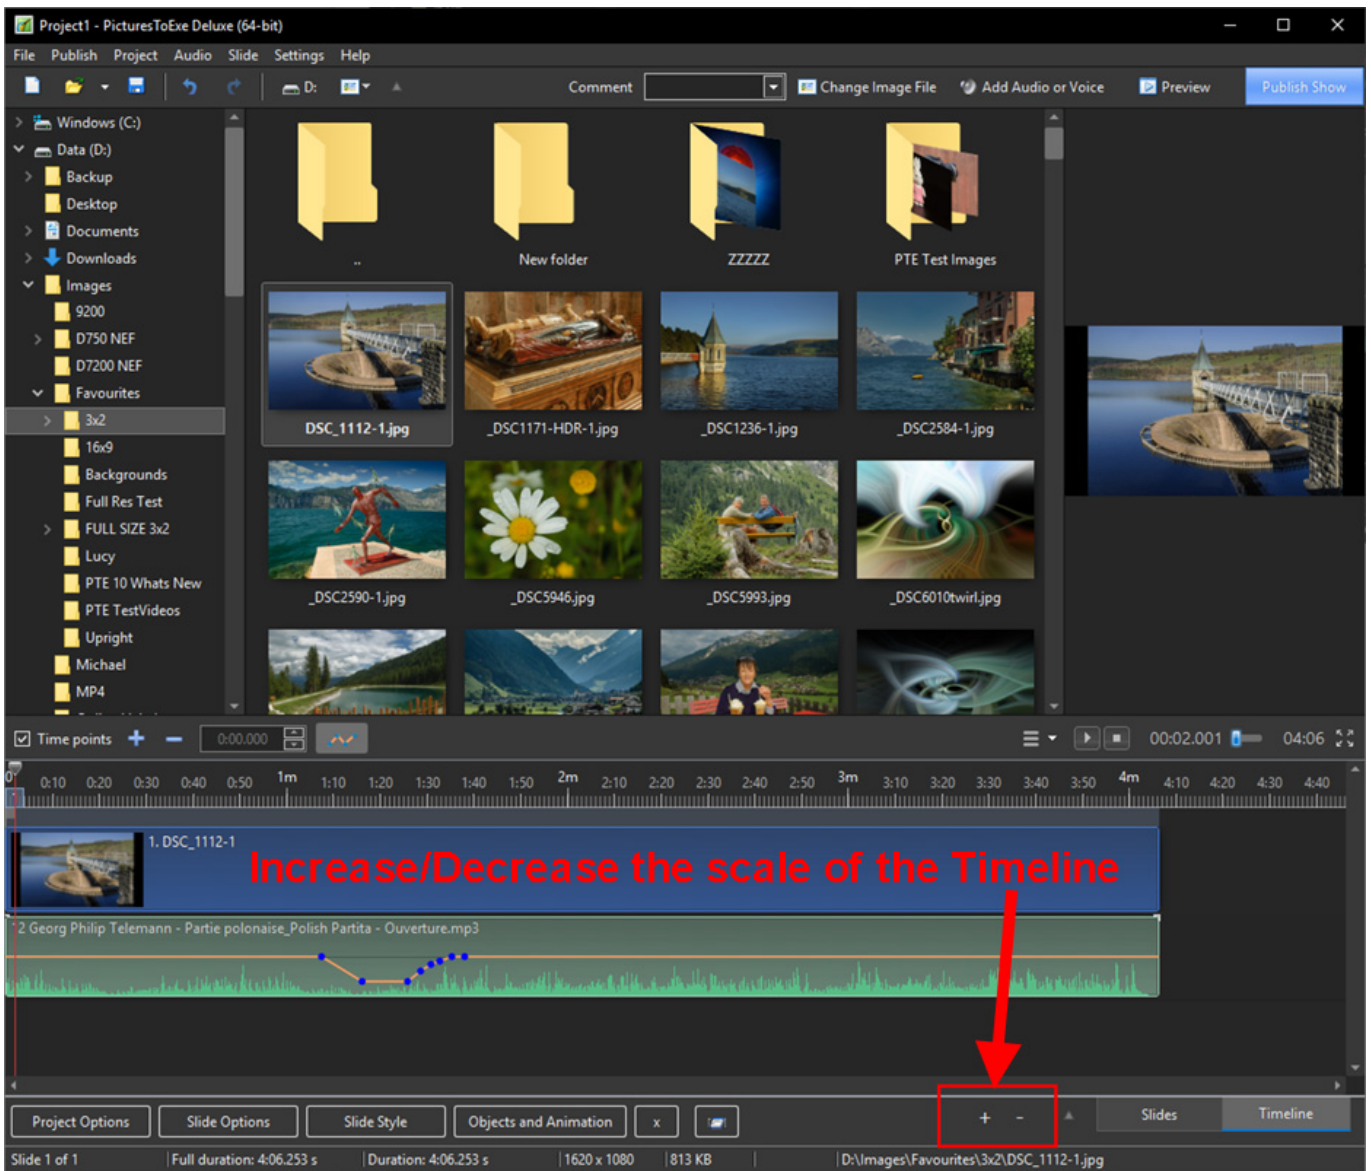 Project1 - PicturesToExe Deluxe (64-bit)
File Publish Project Audio Slide Settings Help
D: Comment Change Image File Add Audio or Voice Preview Publish Show
Windows (C:)
Data (D:)
Backup
Desktop
Documents
Downloads
Images
9200
D750 NEF
D7200 NEF
Favourites
3x2
16x9
Backgrounds
Full Res Test
FULL SIZE 3x2
Lucy
PTE 10 Whats New
PTE TestVideos
Upright
Michael
MP4
.. New folder ZZZZZ PTE Test Images
DSC_1112-1.jpg _DSC1171-HDR-1.jpg _DSC1236-1.jpg _DSC2584-1.jpg
_DSC2590-1.jpg _DSC5946.jpg _DSC5993.jpg _DSC6010twirl.jpg
Time points + - 0:00.000 00:02.001 04:06
0 0:10 0:20 0:30 0:40 0:50 1m 1:10 1:20 1:30 1:40 1:50 2m 2:10 2:20 2:30 2:40 2:50 3m 3:10 3:20 3:30 3:40 3:50 4m 4:10 4:20 4:30 4:40
1. DSC_1112-1
Increase/Decrease the scale of the Timeline
2 Georg Philip Telemann - Partie polonaise_Polish Partita - Ouverture.mp3
Project Options Slide Options Slide Style Objects and Animation x + - Slides Timeline
Slide 1 of 1 Full duration: 4:06.253 s Duration: 4:06.253 s 1620 x 1080 813 KB D:\Images\Favourites\3x2\DSC_1112-1.jpg